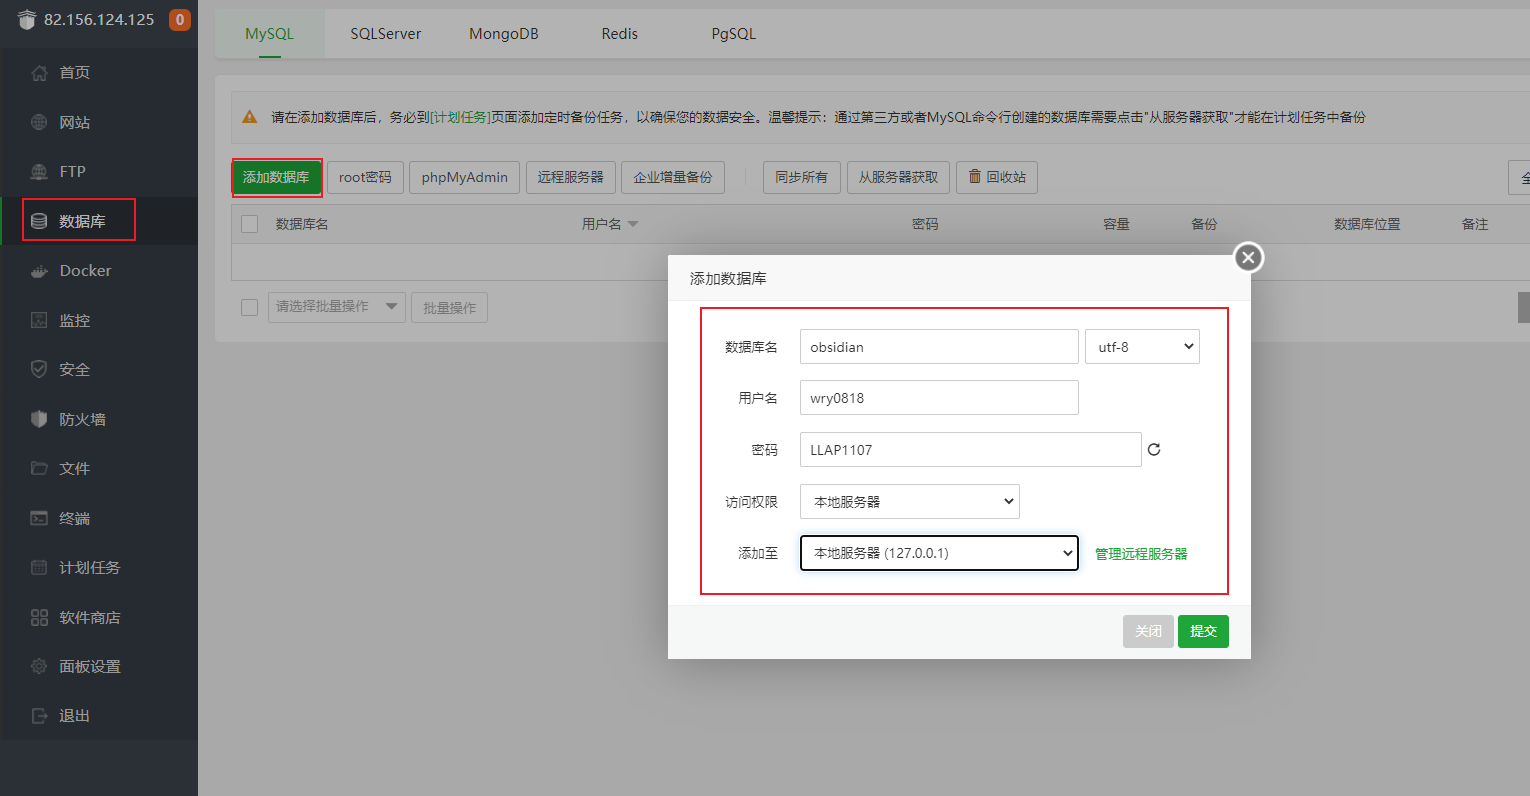 82.156.124.125 0
首页
网站
FTP
数据库
Docker
监控
安全
防火墙
文件
终端
计划任务
软件商店
面板设置
退出
MySQL SQLServer MongoDB Redis PgSQL
请在添加数据库后，务必到[计划任务]页面添加定时备份任务，以确保您的数据安全。温馨提示：通过第三方或者MySQL命令行创建的数据库需要点击"从服务器获取"才能在计划任务中备份
添加数据库 root密码 phpMyAdmin 远程服务器 企业增量备份 同步所有 从服务器获取 回收站
数据库名 用户名 密码 容量 备份 数据库位置 备注
请选择批量操作 批量操作
添加数据库
数据库名 obsidian utf-8
用户名 wry0818
密码 LLAP1107
访问权限 本地服务器
添加至 本地服务器 (127.0.0.1) 管理远程服务器
关闭 提交